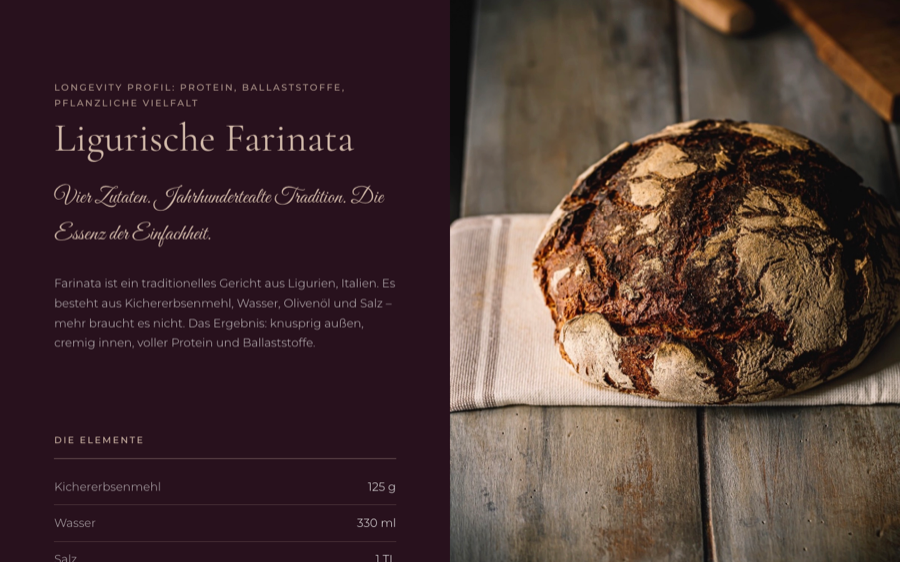 LONGEVITY PROFIL: PROTEIN, BALLASTSTOFFE,
PFLANZLICHE VIELFALT
Ligurische Farinata
Vier Zutaten. Jahrhundertealte Tradition. Die
Essenz der Einfachheit.
Farinata ist ein traditionelles Gericht aus Ligurien, Italien. Es
besteht aus Kichererbsenmehl, Wasser, Olivenöl und Salz –
mehr braucht es nicht. Das Ergebnis: knusprig außen,
cremig innen, voller Protein und Ballaststoffe.
DIE ELEMENTE
Kichererbsenmehl 125 g
Wasser 330 ml
Salz 1 TL